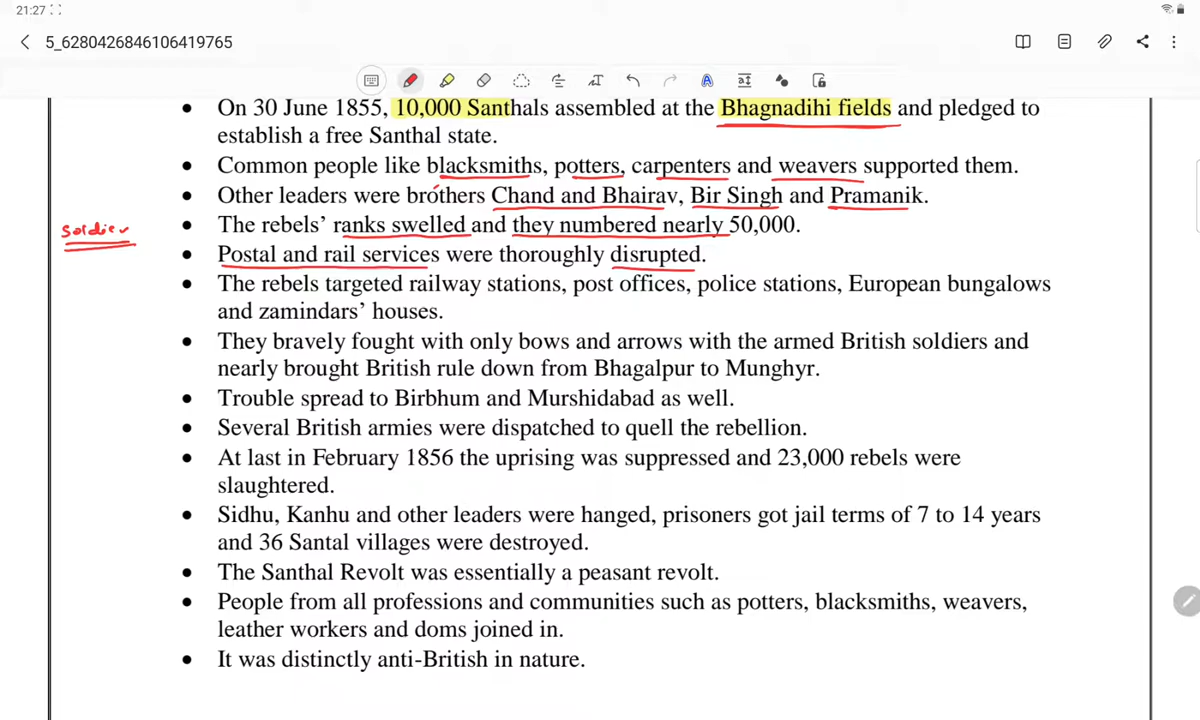 21:27
5_6280426846106419765
• On 30 June 1855, 10,000 Santhals assembled at the Bhagnadihi fields and pledged to
establish a free Santhal state.
• Common people like blacksmiths, potters, carpenters and weavers supported them.
• Other leaders were brothers Chand and Bhairav, Bir Singh and Pramanik.
soldier
• The rebels’ ranks swelled and they numbered nearly 50,000.
• Postal and rail services were thoroughly disrupted.
• The rebels targeted railway stations, post offices, police stations, European bungalows
and zamindars’ houses.
• They bravely fought with only bows and arrows with the armed British soldiers and
nearly brought British rule down from Bhagalpur to Munghyr.
• Trouble spread to Birbhum and Murshidabad as well.
• Several British armies were dispatched to quell the rebellion.
• At last in February 1856 the uprising was suppressed and 23,000 rebels were
slaughtered.
• Sidhu, Kanhu and other leaders were hanged, prisoners got jail terms of 7 to 14 years
and 36 Santal villages were destroyed.
• The Santhal Revolt was essentially a peasant revolt.
• People from all professions and communities such as potters, blacksmiths, weavers,
leather workers and doms joined in.
• It was distinctly anti-British in nature.